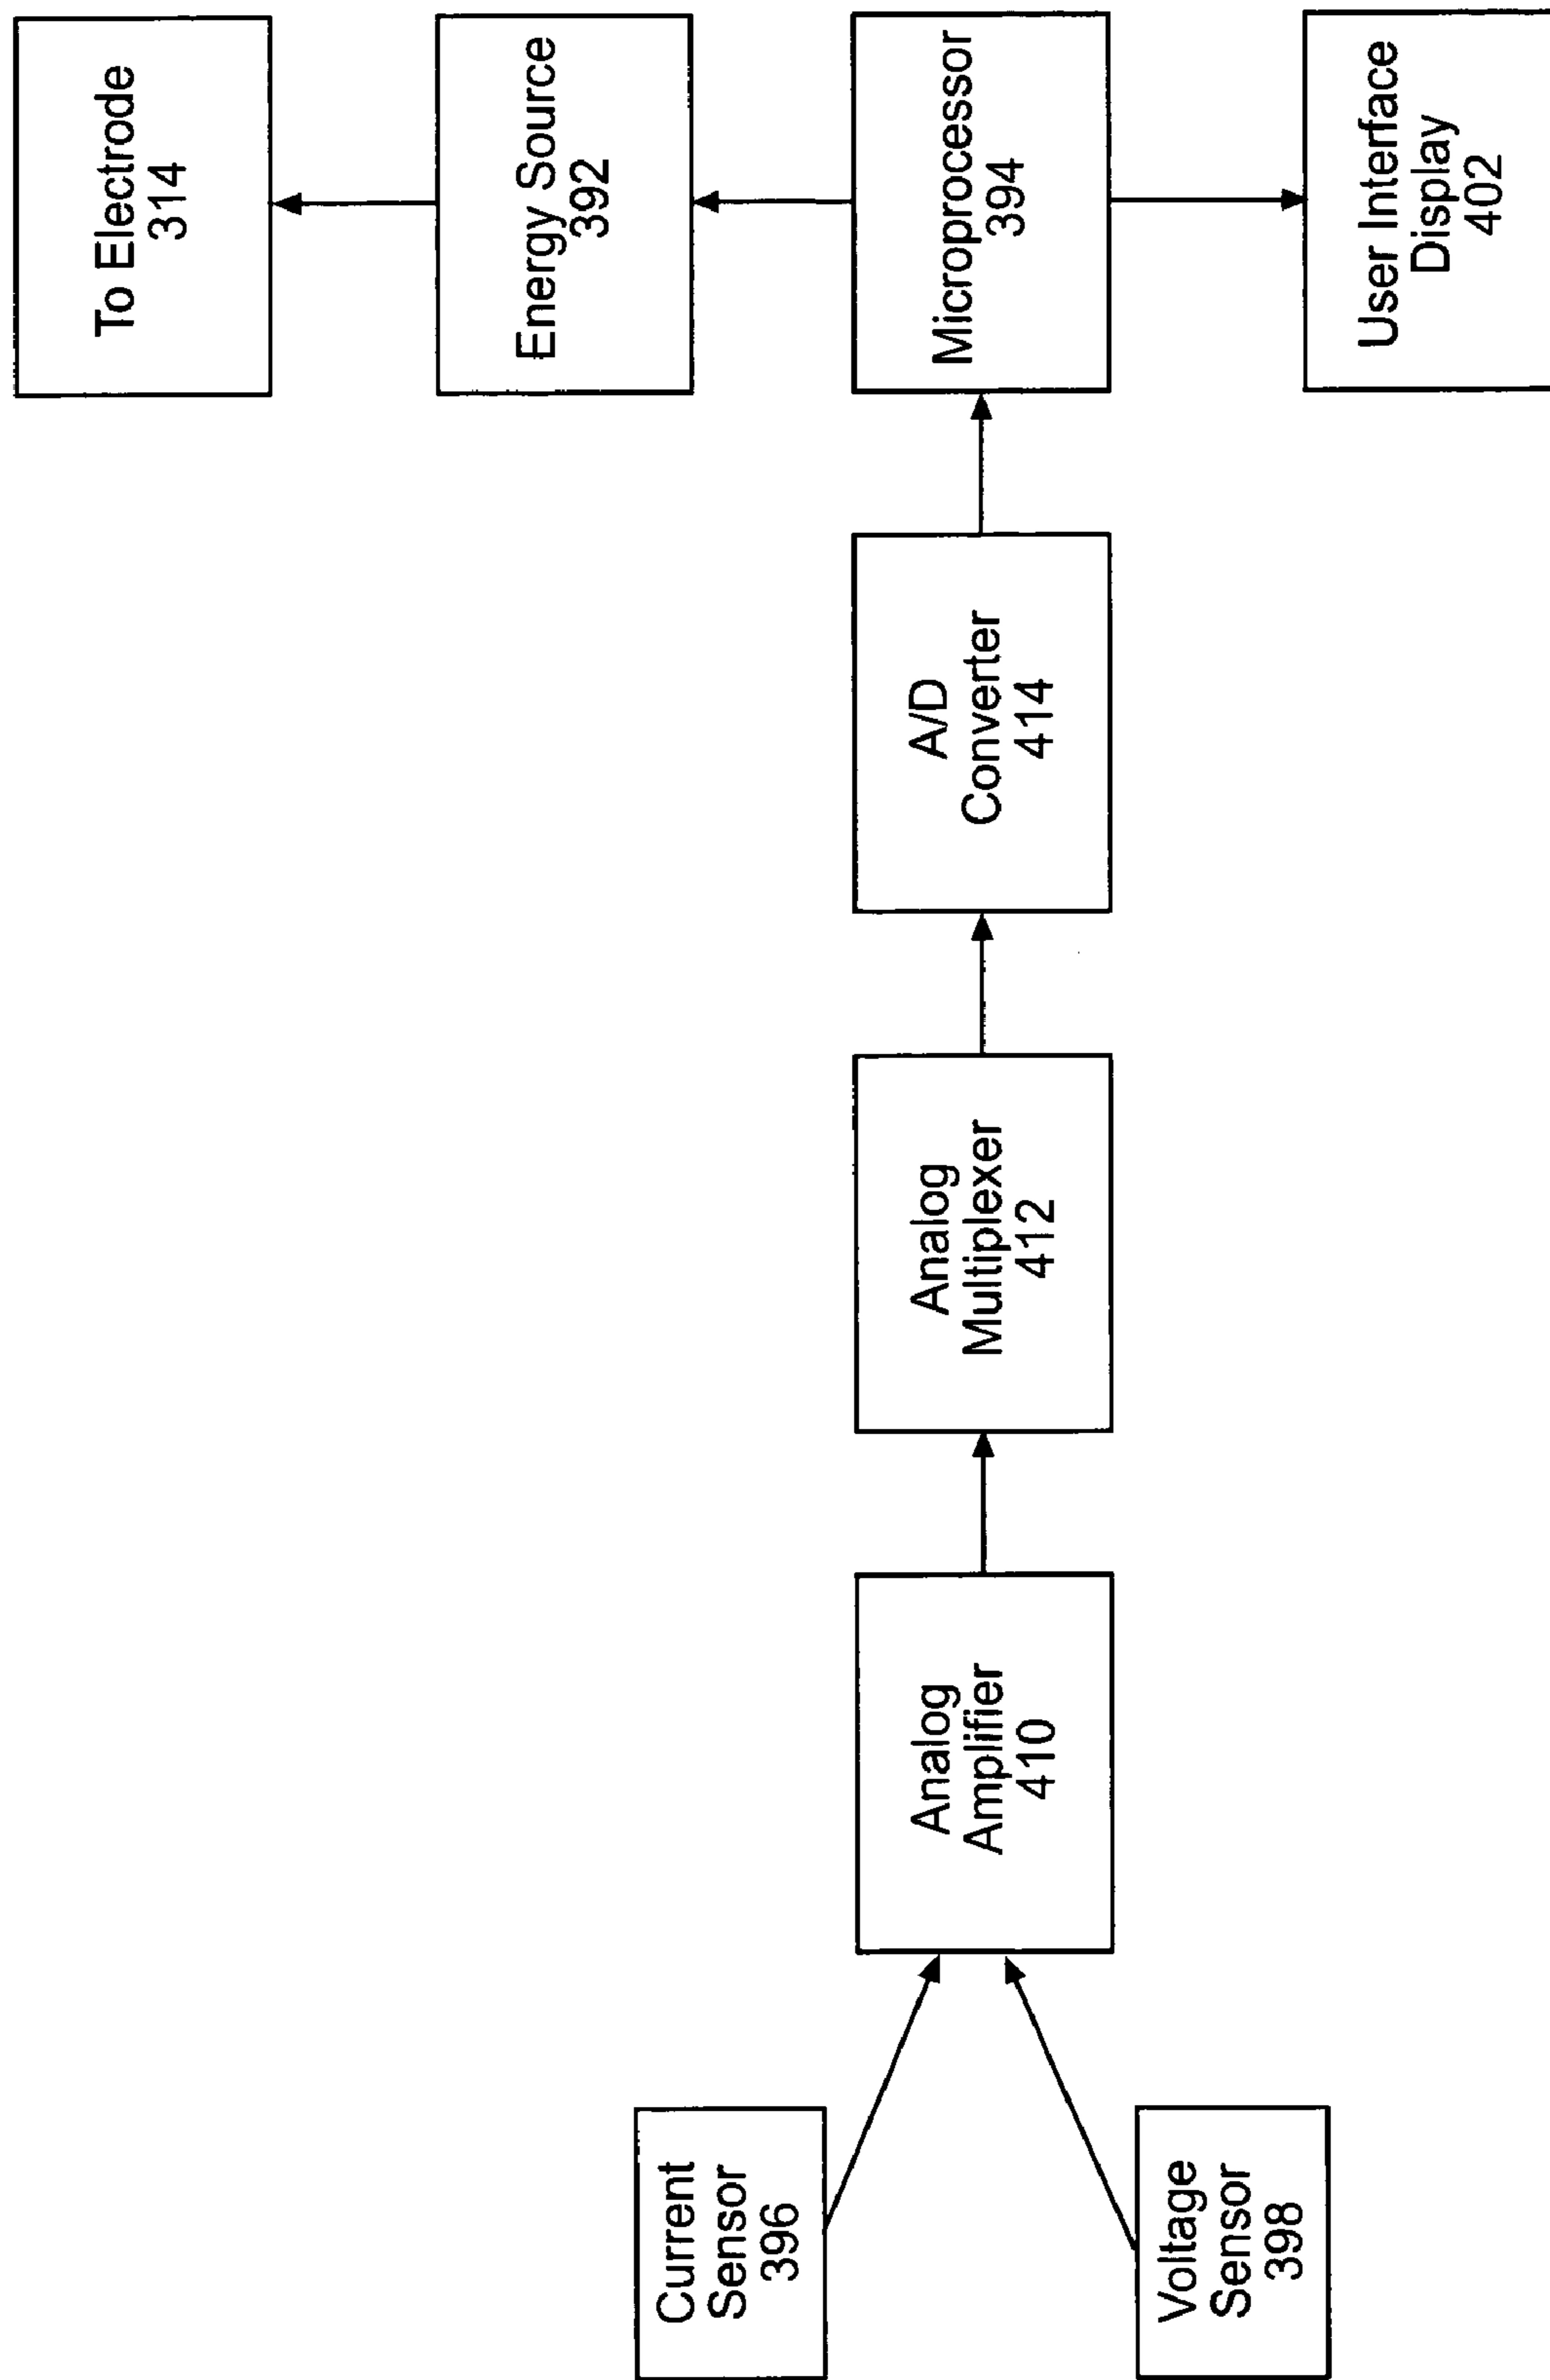 Current
Sensor
396
Voltage
Sensor
398
Analog
Amplifier
410
Analog
Multiplexer
412
A/D
Converter
414
Microprocessor
394
Energy Source
392
To Electrode
314
User Interface
Display
402